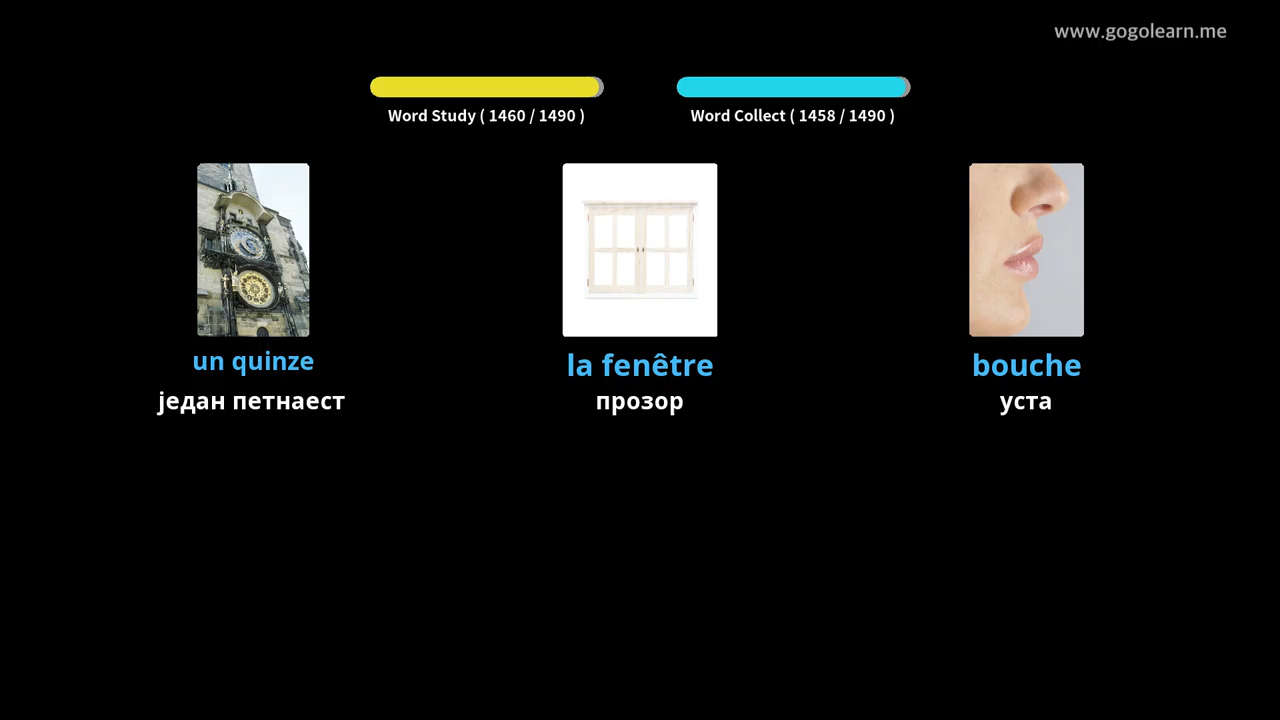 www.gogolearn.me
Word Study ( 1460 / 1490 )
Word Collect ( 1458 / 1490 )
un quinze
la fenêtre
bouche
један петнаест
прозор
уста